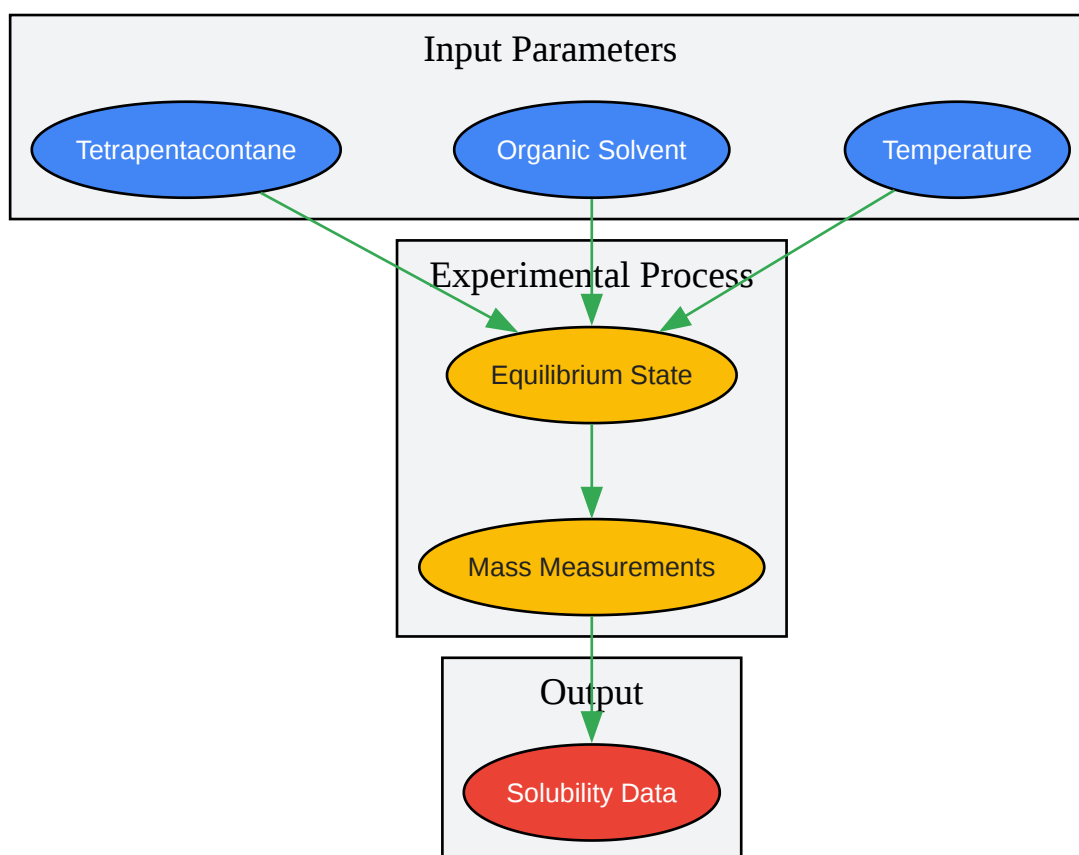 Input Parameters
Tetrapentacontane
Organic Solvent
Temperature
Experimental Process
Equilibrium State
Mass Measurements
Output
Solubility Data